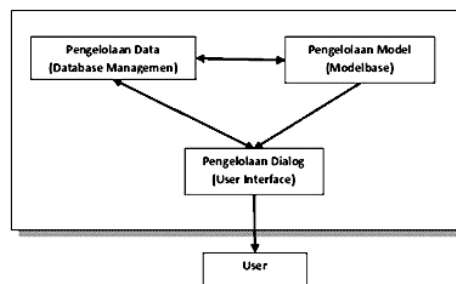 Pengelolaan Data
(Database Managemen)
Pengelolaan Model
(Modelbase)
Pengelolaan Dialog
(User Interface)
User